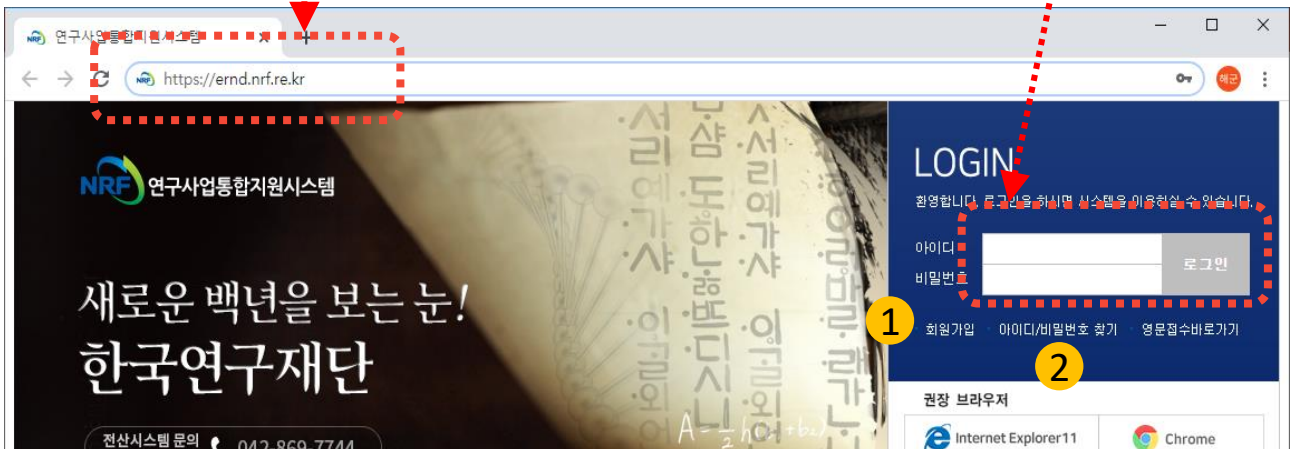 연구사업통합지원시스템
https://ernd.nrf.re.kr
해군
NRF 연구사업통합지원시스템
새로운 백년을 보는 눈!
한국연구재단
전산시스템 문의 042-869-7744
LOGIN
환영합니다. 로그인을 하시면 시스템을 이용하실 수 있습니다.
아이디
비밀번호
로그인
1
회원가입 아이디/비밀번호 찾기 영문접수바로가기
2
권장 브라우저
Internet Explorer11 Chrome